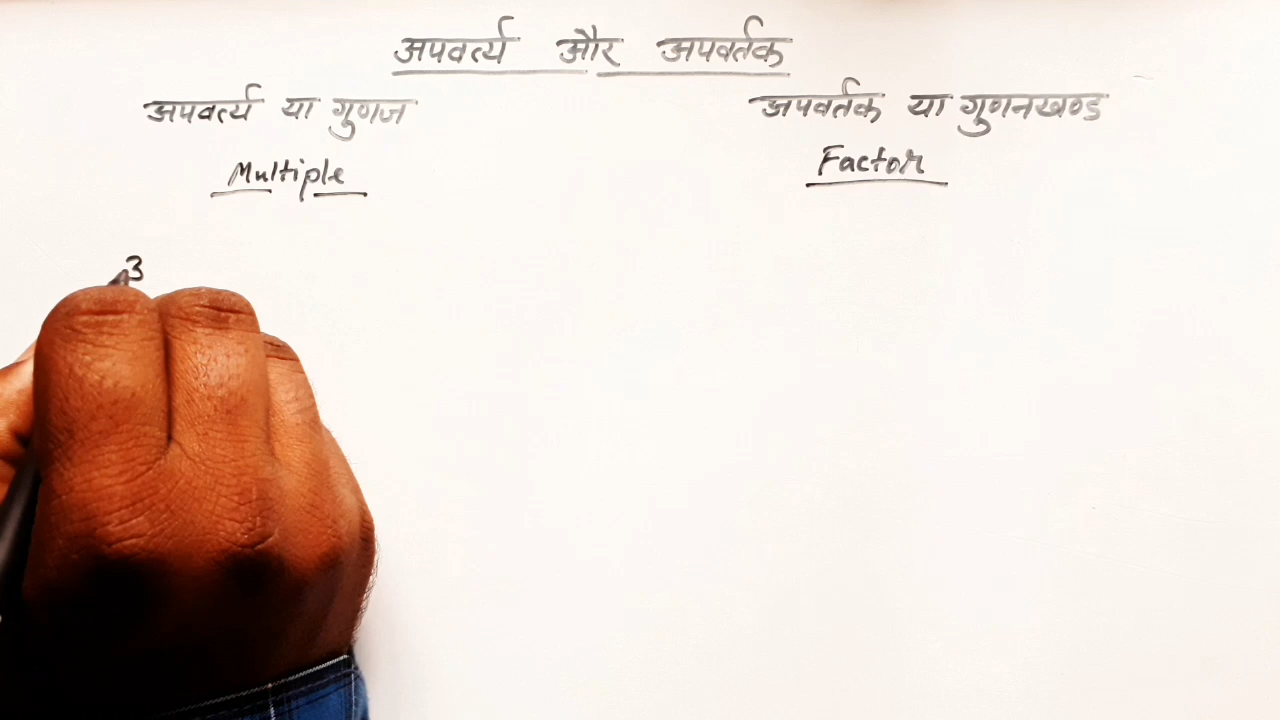 अपवर्त्य और अपवर्तक
अपवर्त्य या गुणज
Multiple
अपवर्तक या गुणनखण्ड
Factor
3